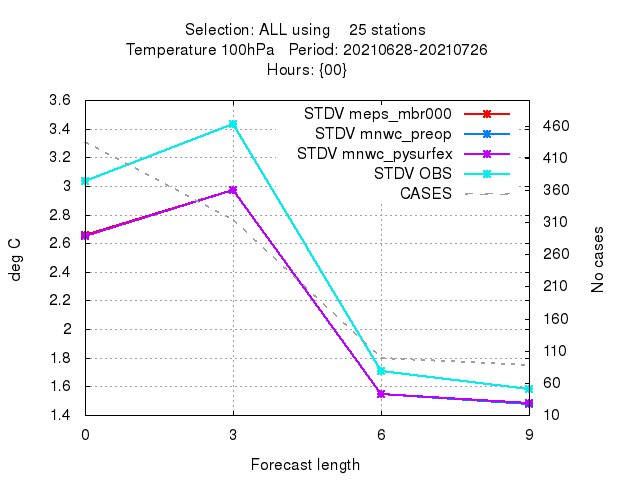 Selection: ALL using 25 stations
Temperature 100hPa Period: 20210628-20210726
Hours: {00}
STDV meps_mbr000
STDV mnwc_preop
STDV mnwc_pysurfex
STDV OBS
CASES
deg C
3.6
3.4
3.2
3
2.8
2.6
2.4
2.2
2
1.8
1.6
1.4
460
410
360
310
260
210
160
110
60
10
No cases
0 3 6 9
Forecast length